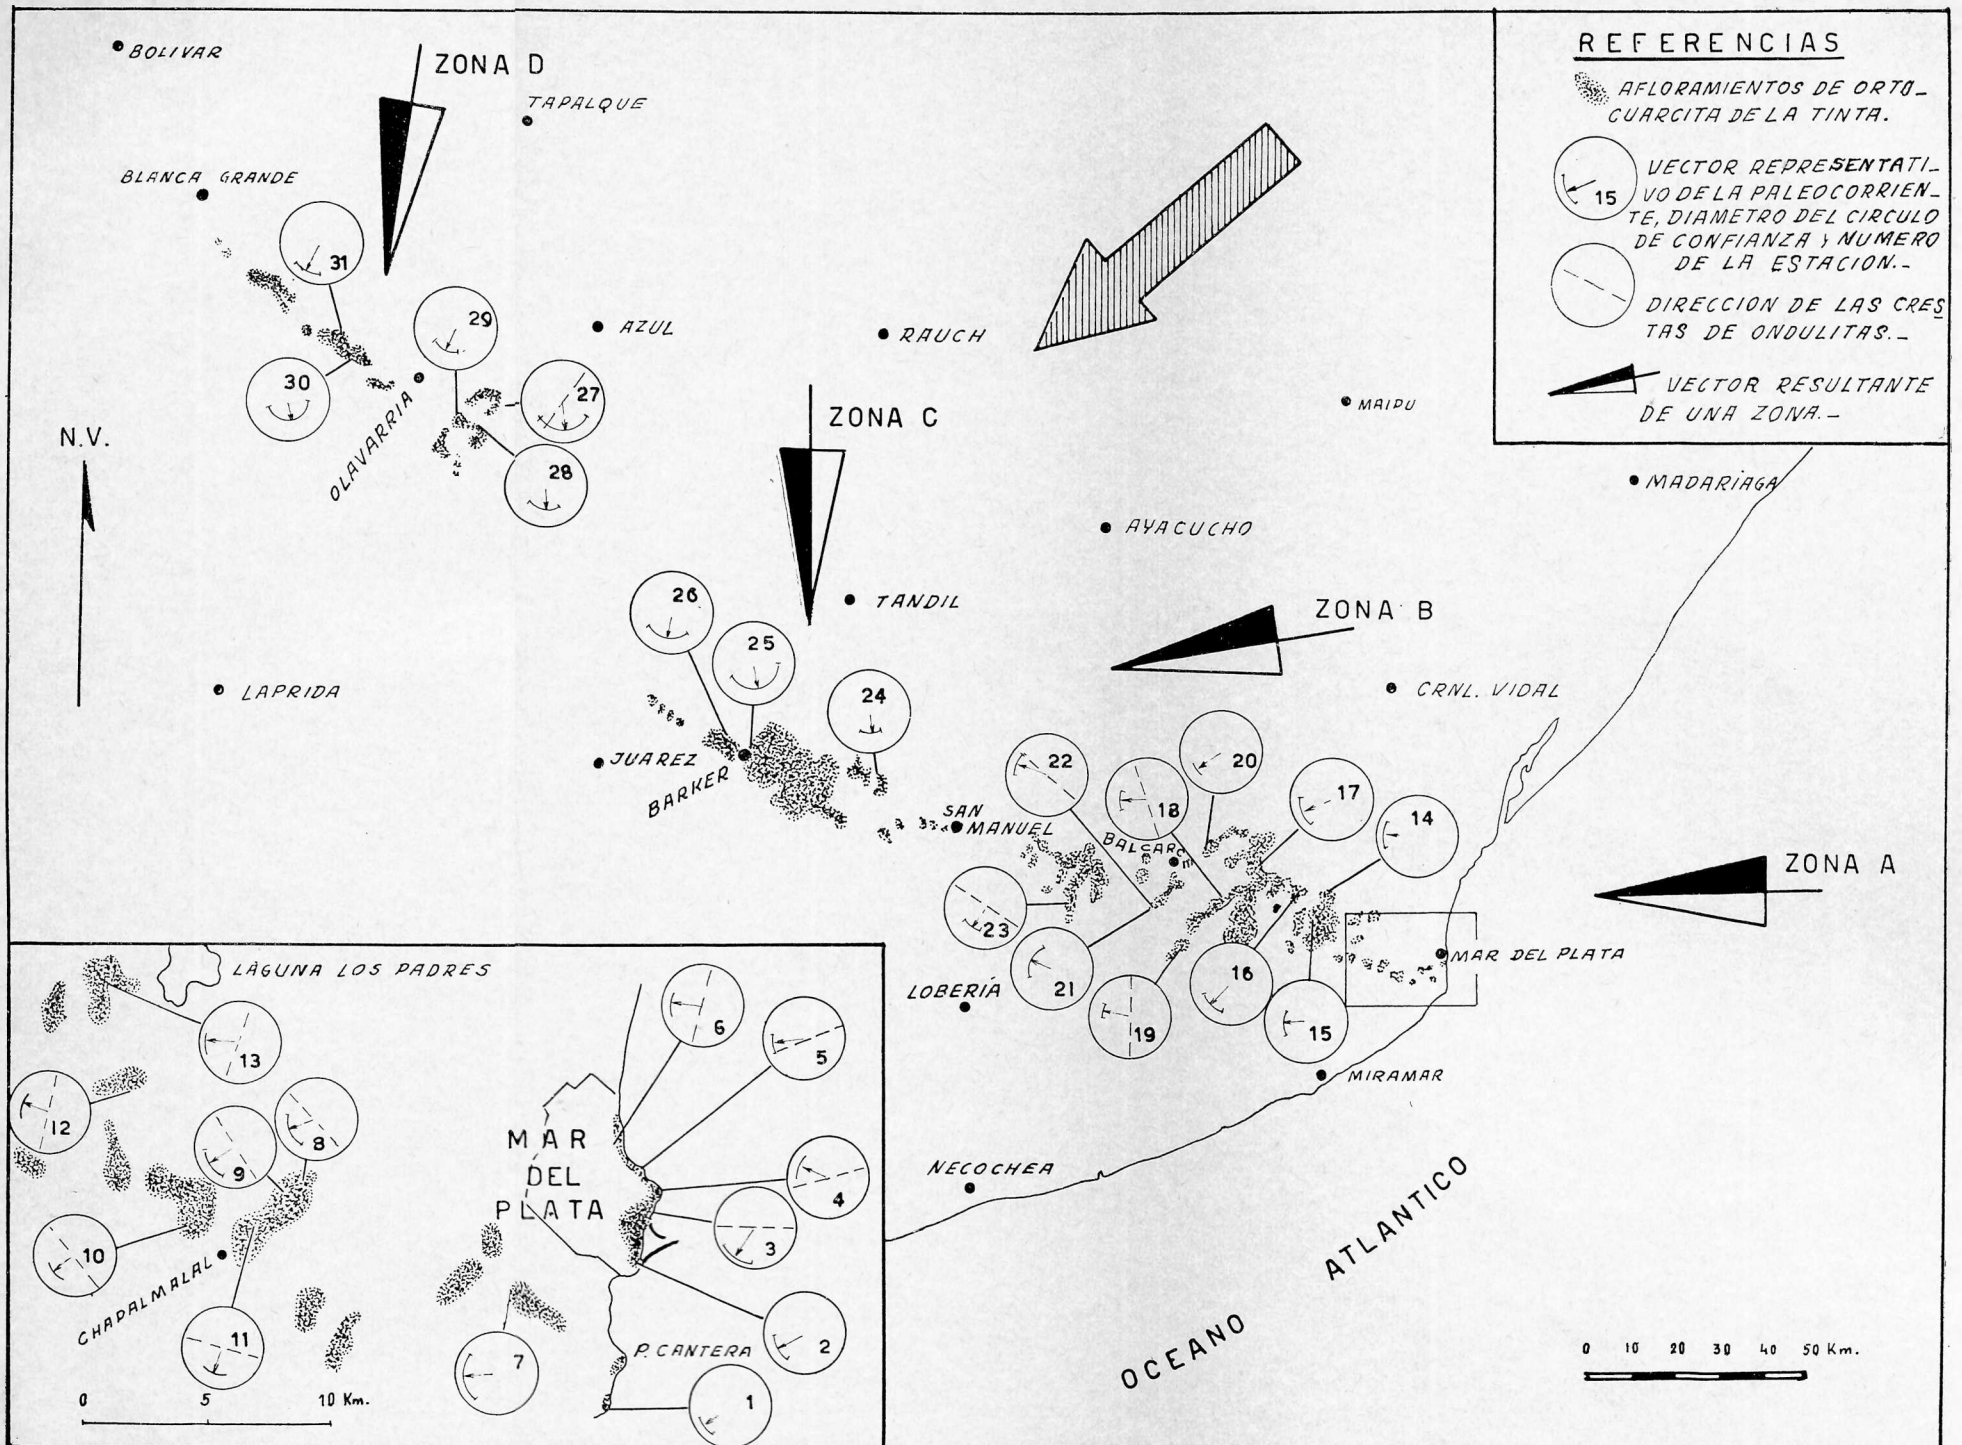 BOLIVAR
ZONA D
TAPALQUE
BLANCA GRANDE
31
29
AZUL
RAUCH
30
27
ZONA C
MAIPU
N.V.
OLAVARRIA
28
MADARIAGA
AYACUCHO
26
TANDIL
ZONA B
25
LAPRIDA
24
CRNL. VIDAL
JUAREZ
BARKER
22
20
18
17
14
SAN
MANUEL
BALCARCE
ZONA A
23
21
16
15
19
MAR DEL PLATA
LOBERÍA
MIRAMAR
NECOCHEA
OCEANO
ATLANTICO
0 10 20 30 40 50 Km.
REFERENCIAS
AFLORAMIENTOS DE ORTO_
CUARCITA DE LA TINTA.
15
VECTOR REPRESENTATI_
VO DE LA PALEOCORRIEN_
TE, DIAMETRO DEL CIRCULO
DE CONFIANZA y NUMERO
DE LA ESTACION._
DIRECCION DE LAS CRES
TAS DE ONDULITAS._
VECTOR RESULTANTE
DE UNA ZONA._
LAGUNA LOS PADRES
6
5
13
12
8
9
MAR
DEL
PLATA
4
3
10
CHAPALMALAL
11
2
7
P. CANTERA
1
0 5 10 Km.